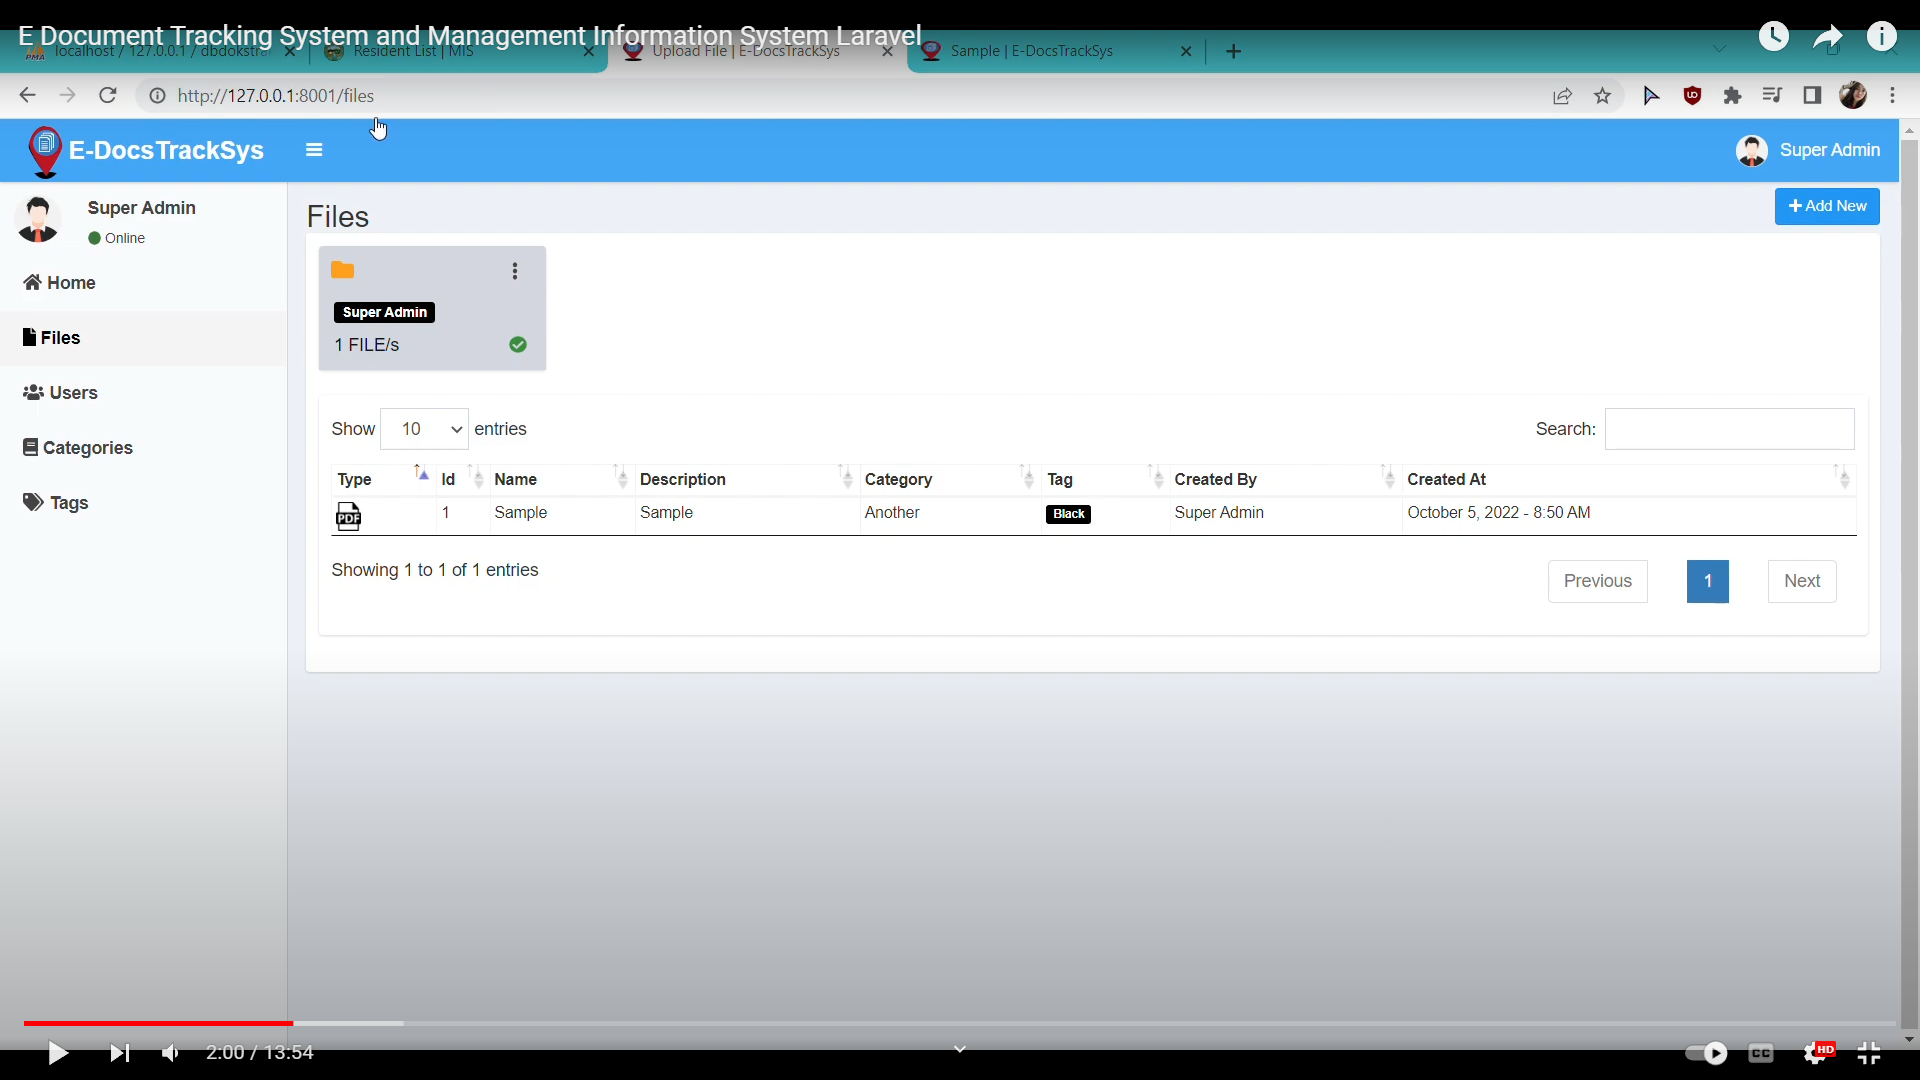 E Document Tracking System and Management Information System Laravel
localhost / 127.0.0.1 / dbdokstra
Resident List | MIS
Upload File | E-DocsTrackSys
Sample | E-DocsTrackSys
http://127.0.0.1:8001/files
E-DocsTrackSys
Super Admin
Super Admin
Online
Home
Files
Users
Categories
Tags
Files
+ Add New
Super Admin
1 FILE/s
Show 10 entries
Search:
Type Id Name Description Category Tag Created By Created At
PDF 1 Sample Sample Another Black Super Admin October 5, 2022 - 8:50 AM
Showing 1 to 1 of 1 entries
Previous 1 Next
2:00 / 13:54
CC
HD